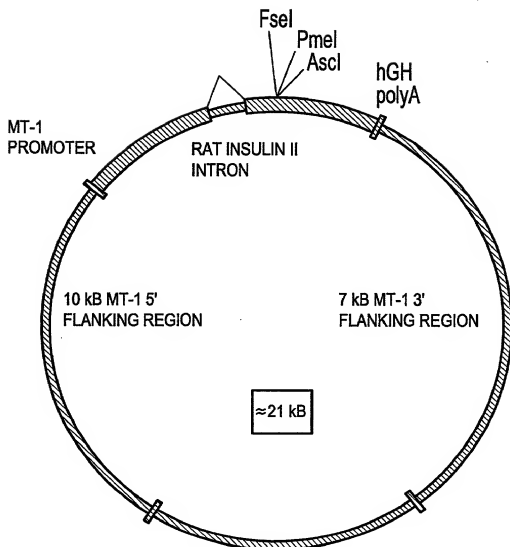 FseI
PmeI
AscI
hGH
polyA
MT-1
PROMOTER
RAT INSULIN II
INTRON
10 kB MT-1 5'
FLANKING REGION
7 kB MT-1 3'
FLANKING REGION
≈21 kB